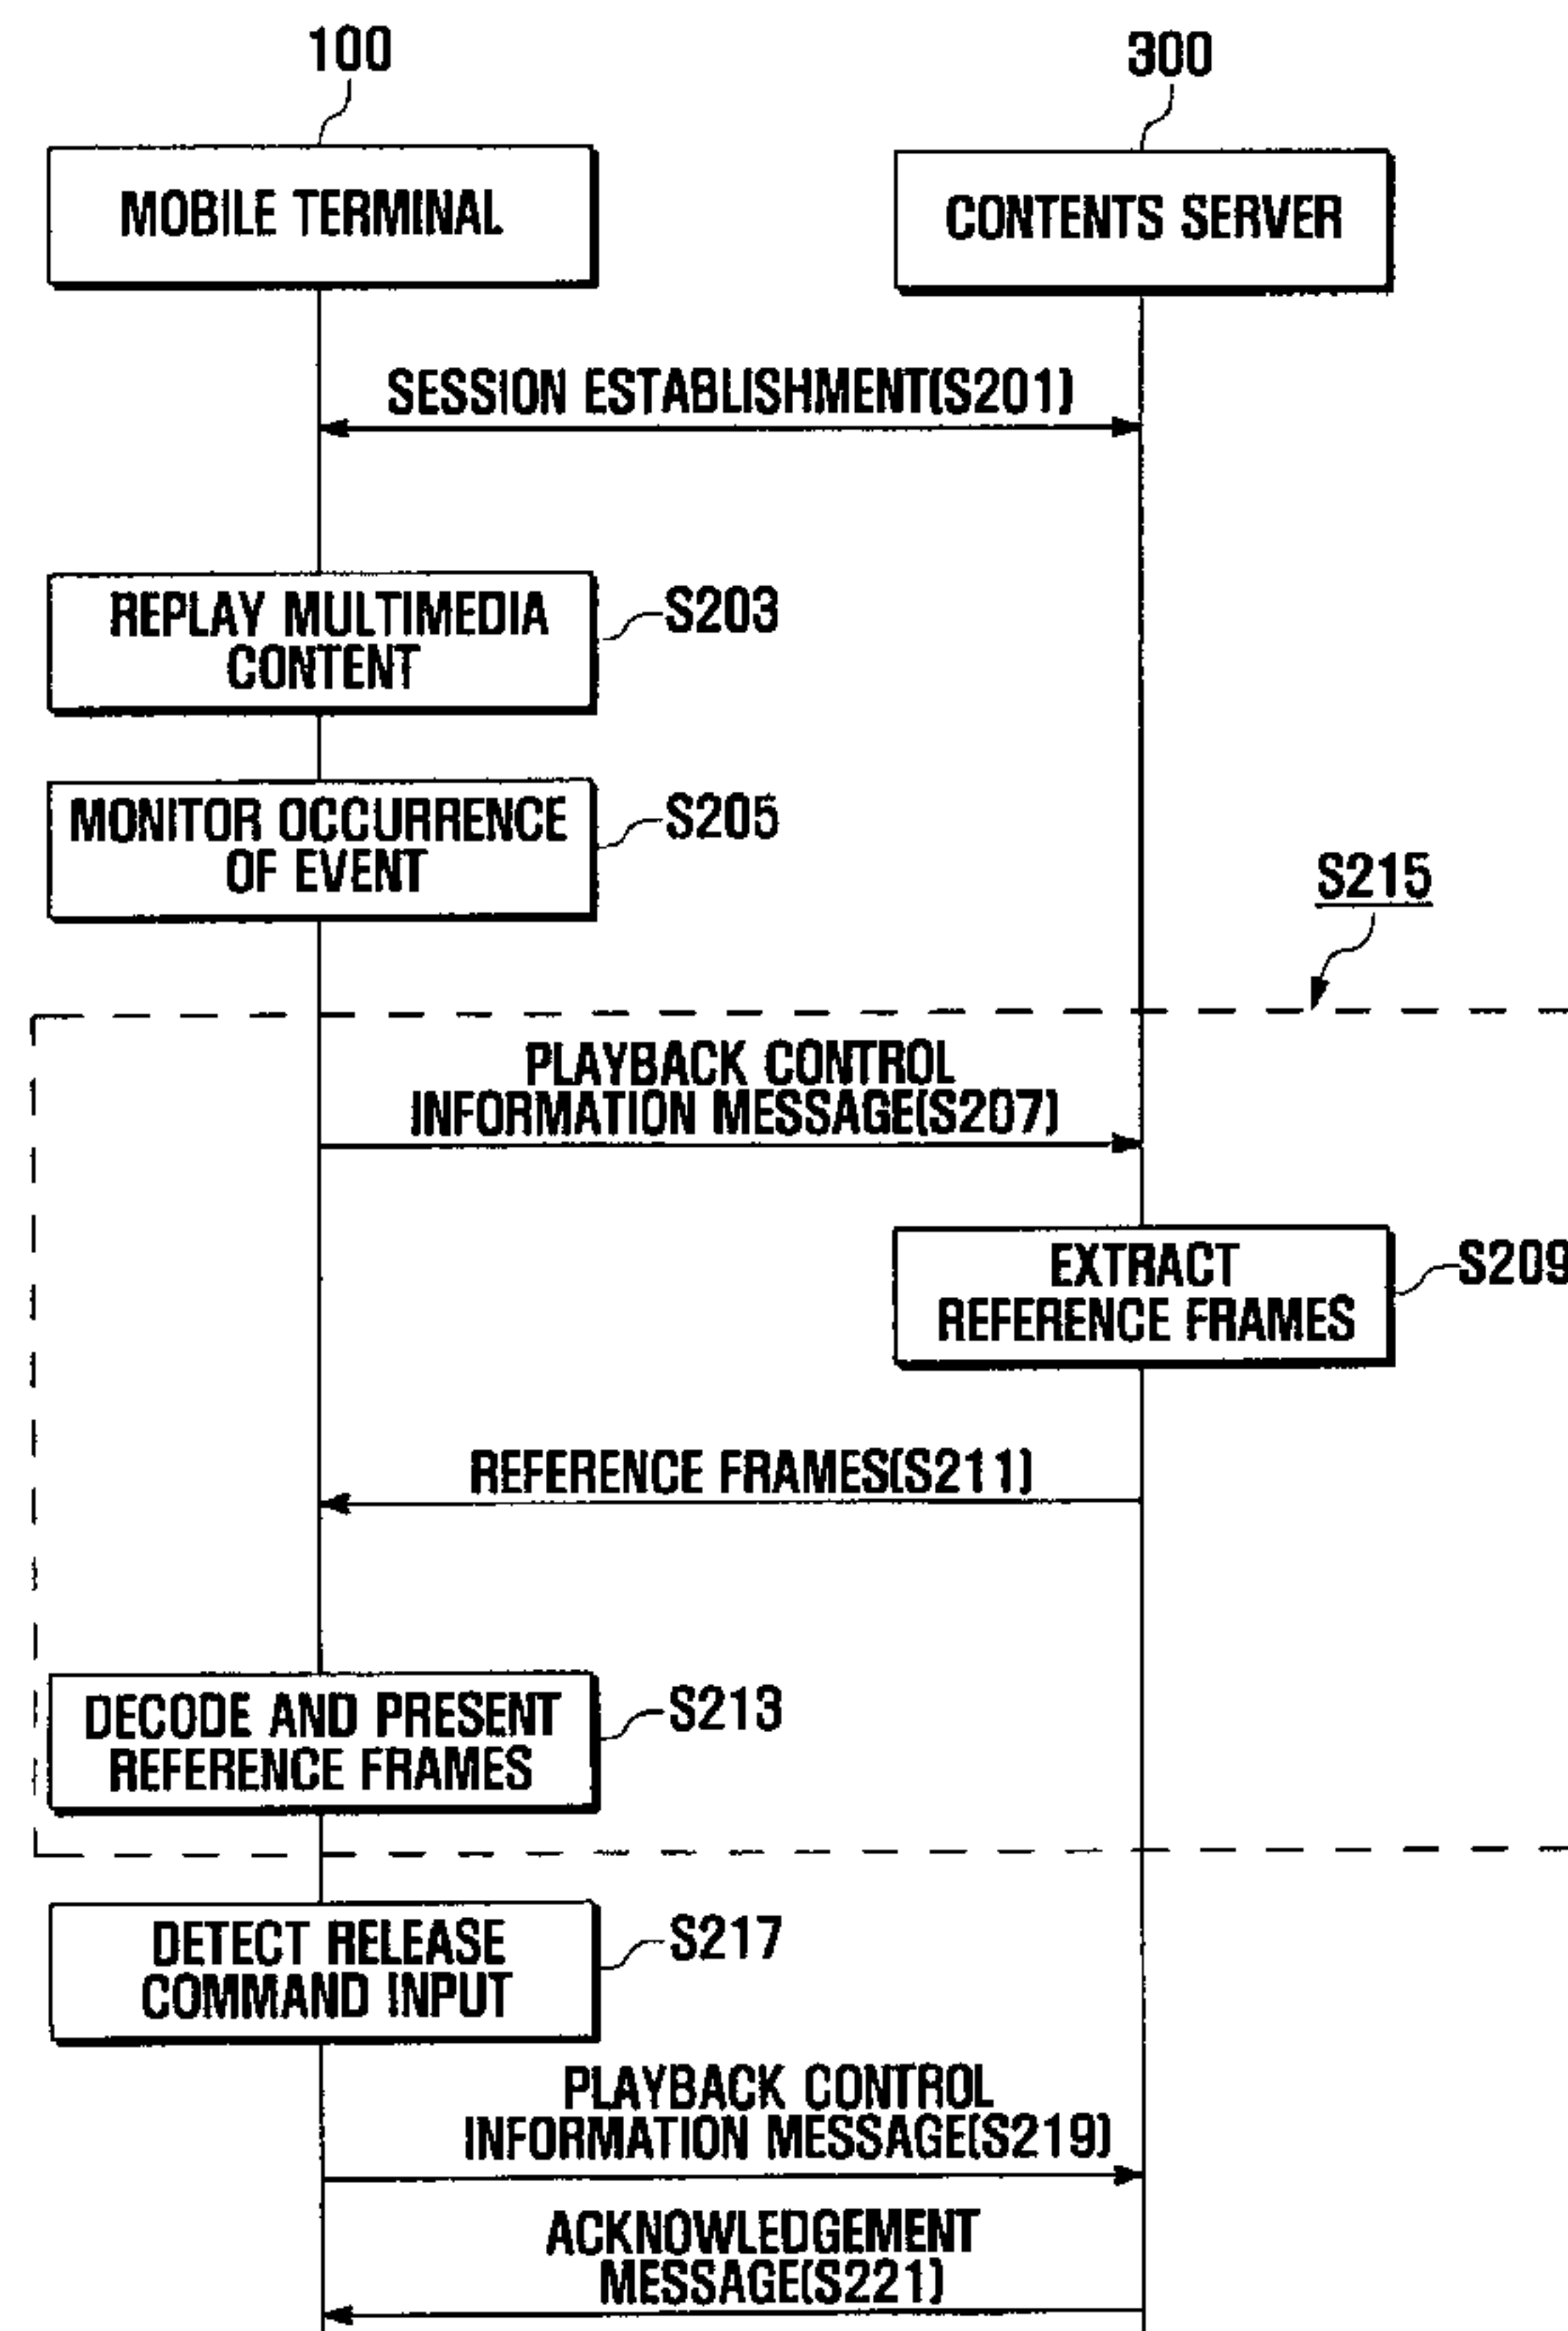 100
300
MOBILE TERMINAL
CONTENTS SERVER
SESSION ESTABLISHMENT(S201)
REPLAY MULTIMEDIA
CONTENT
S203
MONITOR OCCURRENCE
OF EVENT
S205
S215
PLAYBACK CONTROL
INFORMATION MESSAGE(S207)
EXTRACT
REFERENCE FRAMES
S209
REFERENCE FRAMES(S211)
DECODE AND PRESENT
REFERENCE FRAMES
S213
DETECT RELEASE
COMMAND INPUT
S217
PLAYBACK CONTROL
INFORMATION MESSAGE(S219)
ACKNOWLEDGEMENT
MESSAGE(S221)